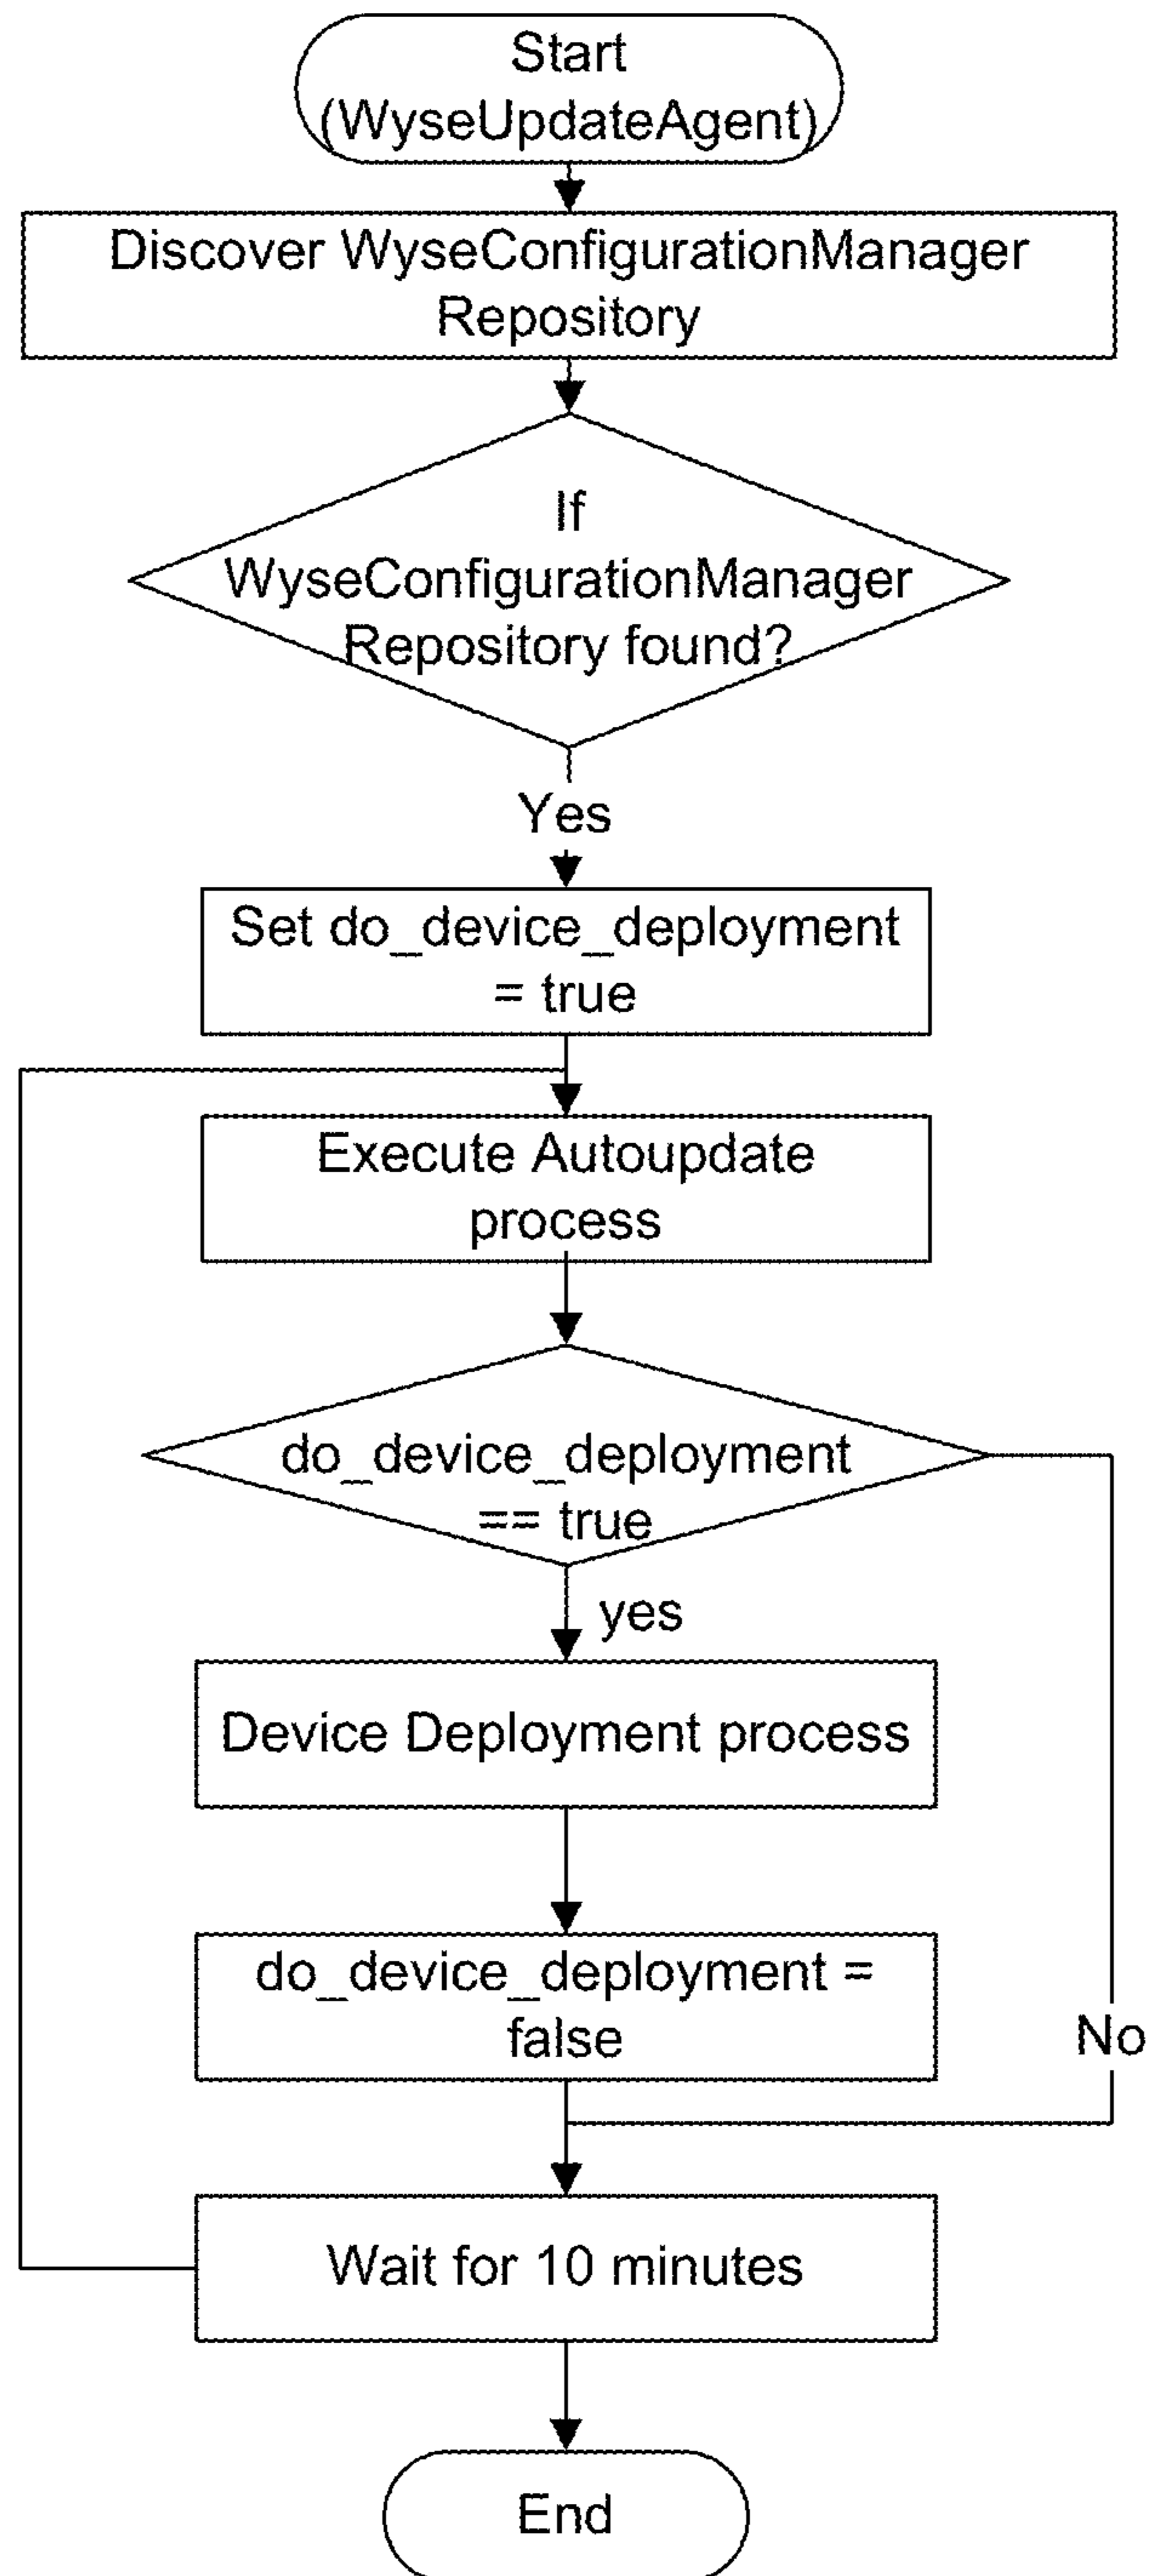 Start
(WyseUpdateAgent)
Discover WyseConfigurationManager
Repository
If
WyseConfigurationManager
Repository found?
Yes
Set do_device_deployment
= true
Execute Autoupdate
process
do_device_deployment
== true
yes
Device Deployment process
do_device_deployment =
false
No
Wait for 10 minutes
End